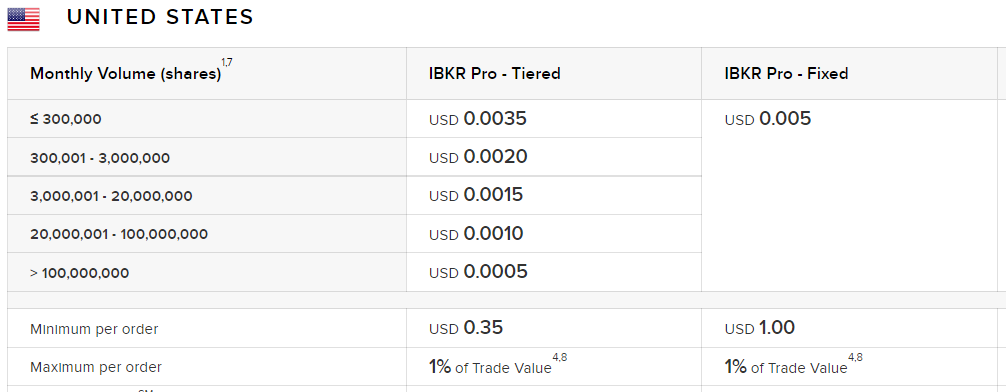 UNITED STATES
Monthly Volume (shares)1,7 IBKR Pro - Tiered IBKR Pro - Fixed
≤ 300,000 USD 0.0035 USD 0.005
300,001 - 3,000,000 USD 0.0020
3,000,001 - 20,000,000 USD 0.0015
20,000,001 - 100,000,000 USD 0.0010
> 100,000,000 USD 0.0005
Minimum per order USD 0.35 USD 1.00
Maximum per order 1% of Trade Value4,8 1% of Trade Value4,8